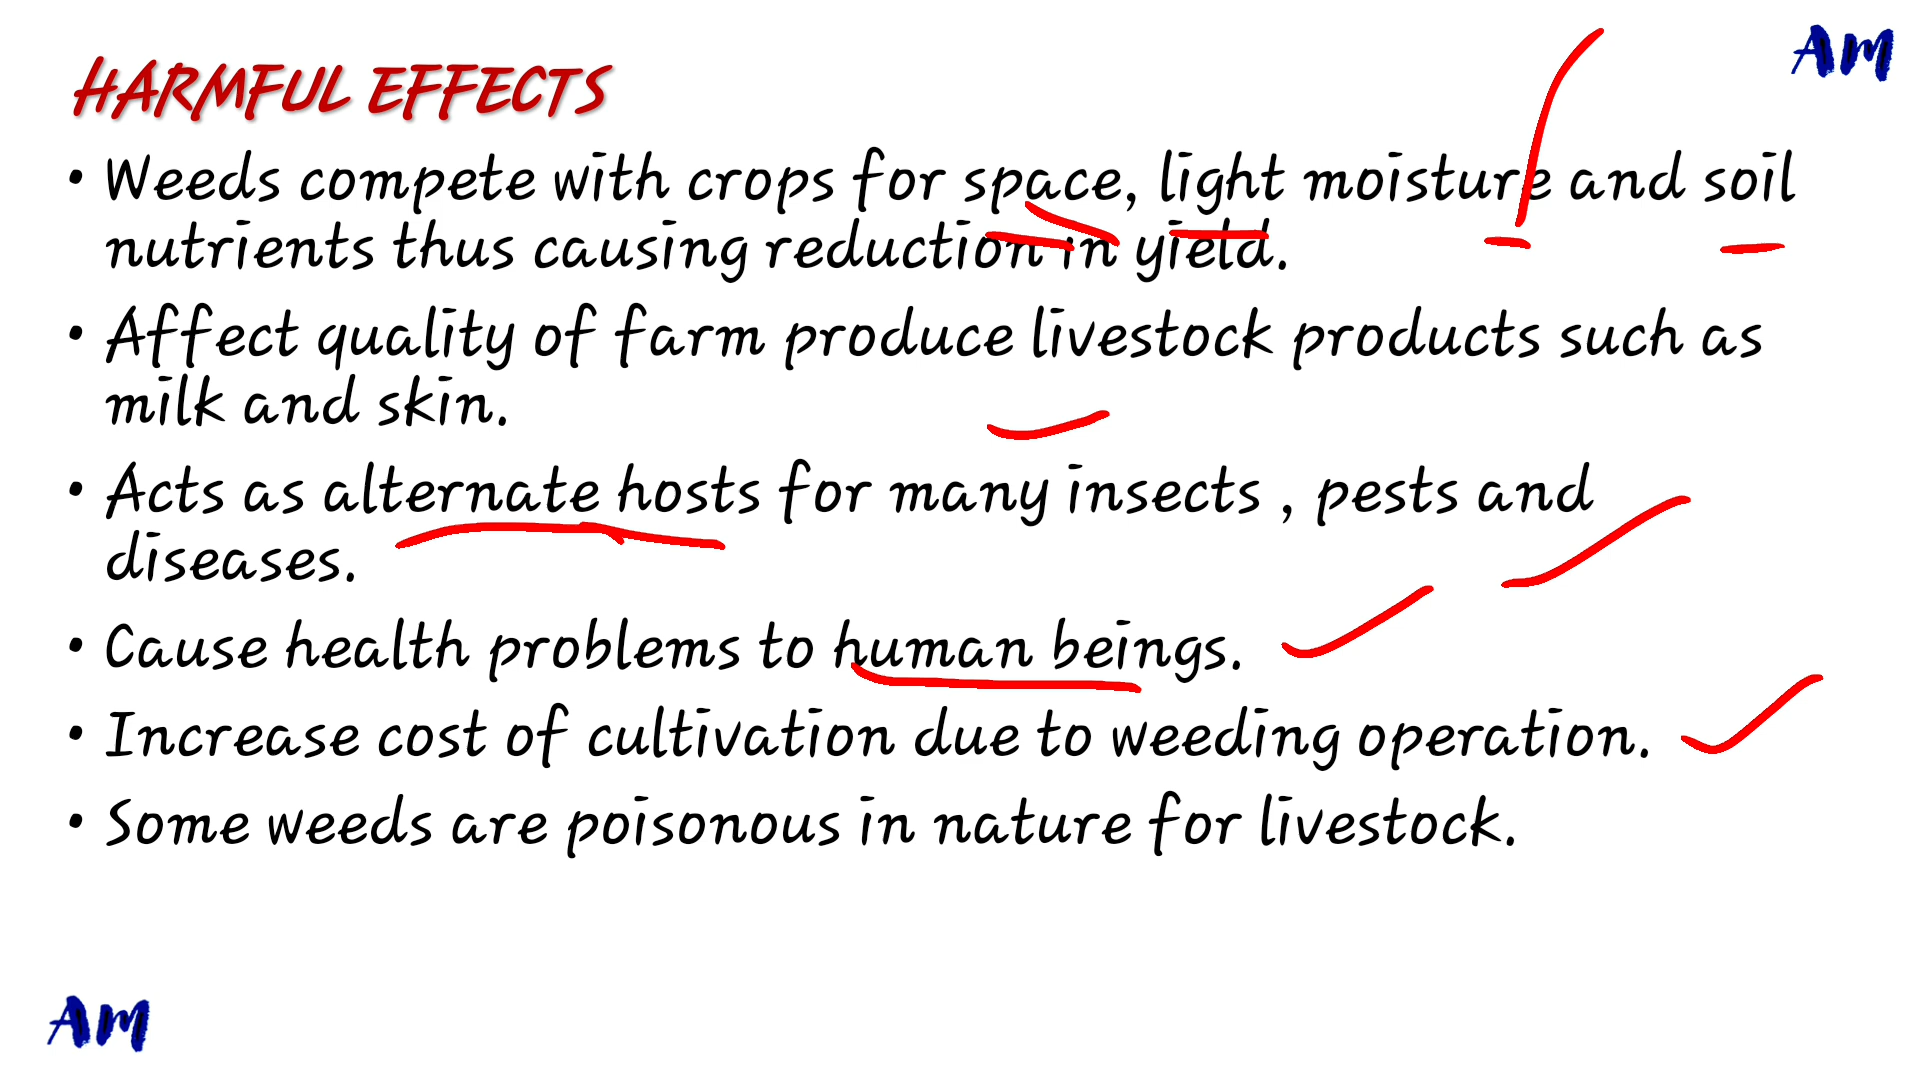 AM
HARMFUL EFFECTS
• Weeds compete with crops for space, light moisture and soil
nutrients thus causing reduction in yield.
• Affect quality of farm produce livestock products such as
milk and skin.
• Acts as alternate hosts for many insects , pests and
diseases.
• Cause health problems to human beings.
• Increase cost of cultivation due to weeding operation.
• Some weeds are poisonous in nature for livestock.
AM